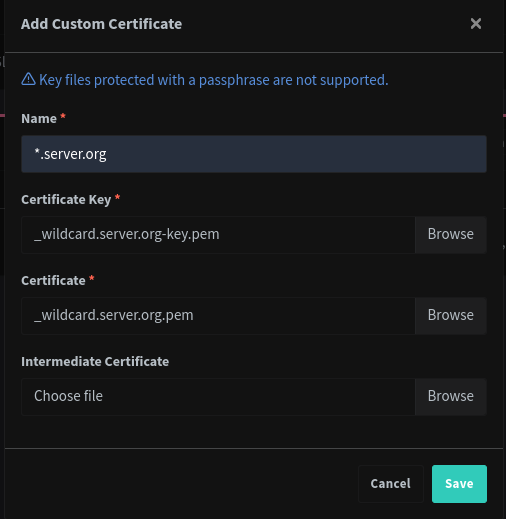 Add Custom Certificate
Key files protected with a passphrase are not supported.
Name *
*.server.org
Certificate Key *
_wildcard.server.org-key.pem
Browse
Certificate *
_wildcard.server.org.pem
Browse
Intermediate Certificate
Choose file
Browse
Cancel
Save